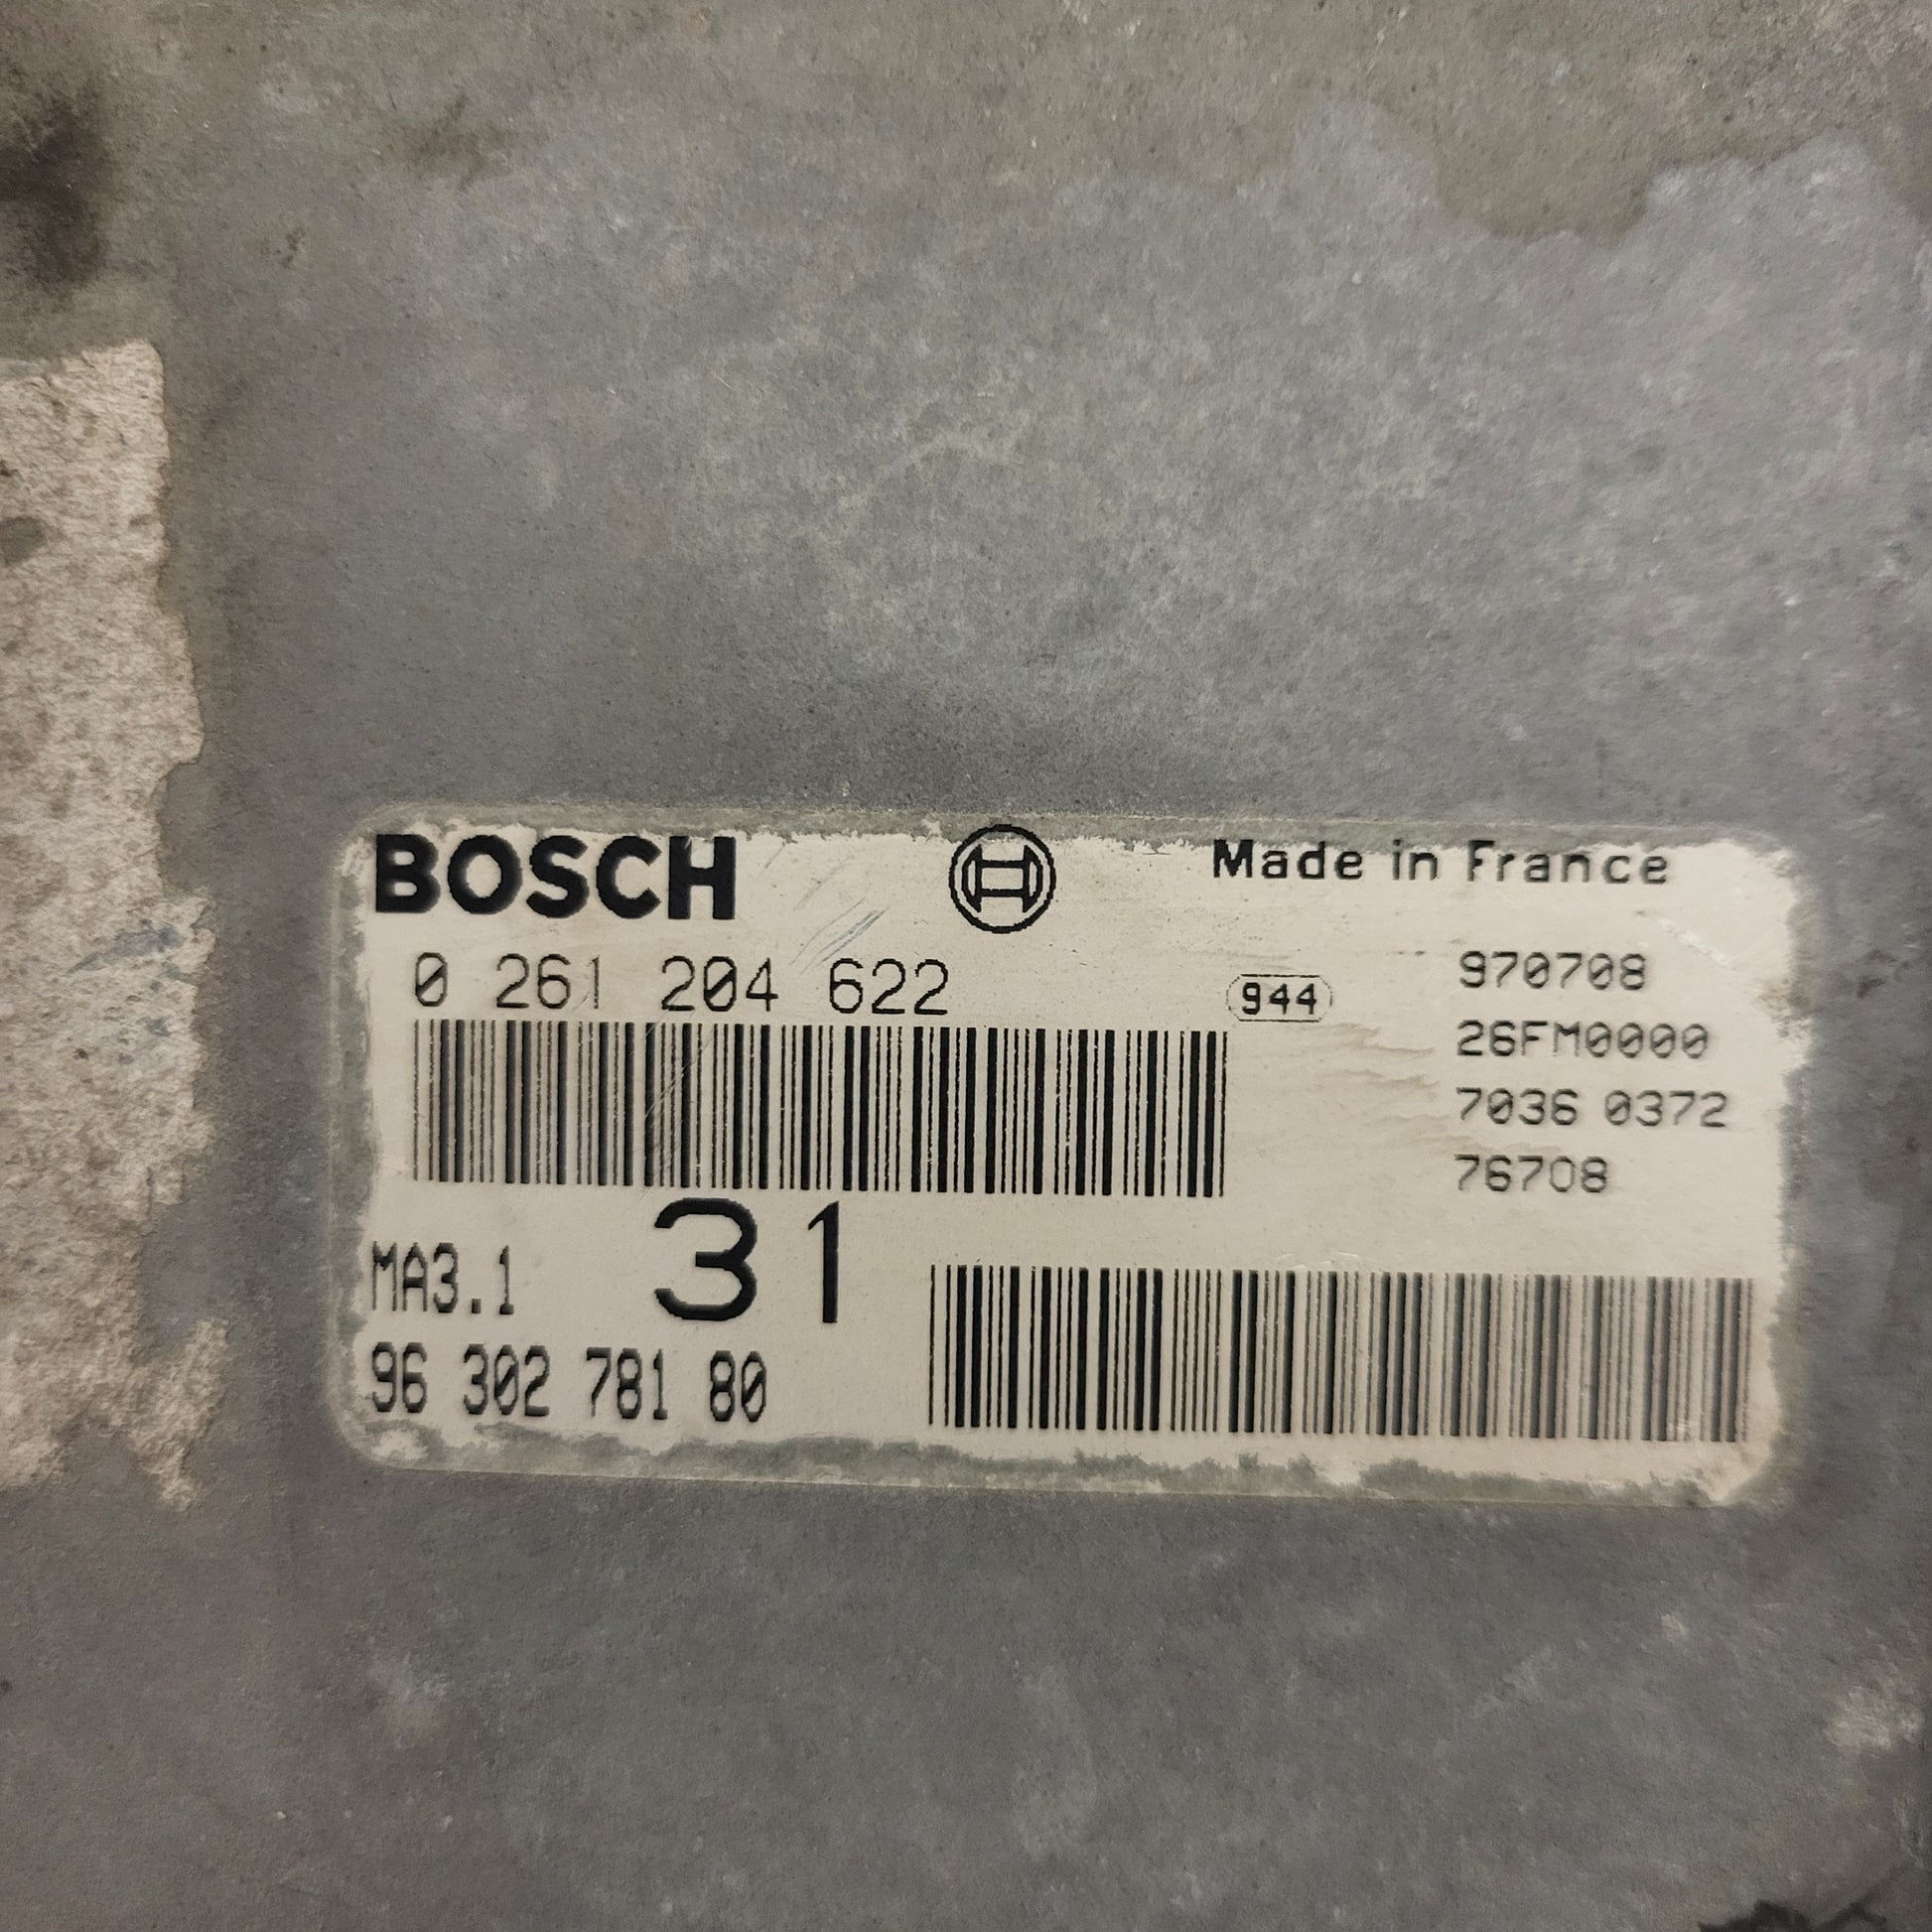 BOSCH
Made in France
0 261 204 622
944
970708
26FM0000
7036 0372
76708
MA3.1
31
96 302 781 80